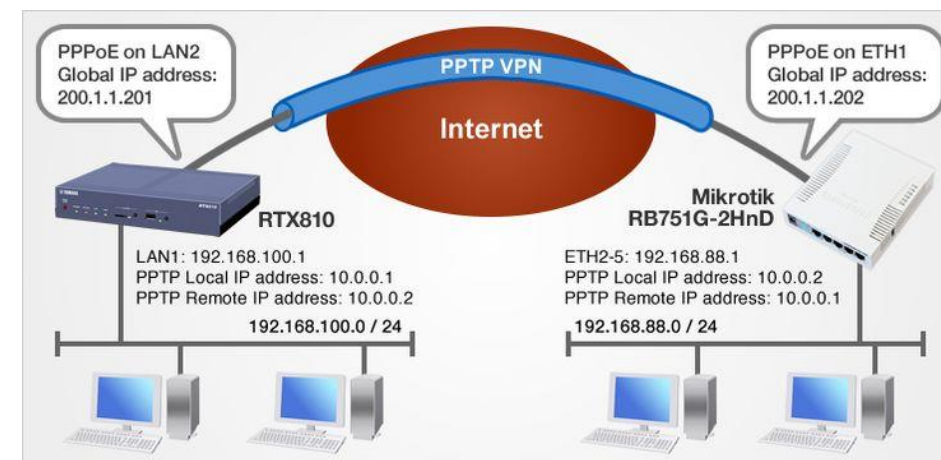 PPPoE on LAN2
Global IP address:
200.1.1.201
PPTP VPN
Internet
PPPoE on ETH1
Global IP address:
200.1.1.202
YAMAHA
RTX810
RTX810
LAN1: 192.168.100.1
PPTP Local IP address: 10.0.0.1
PPTP Remote IP address: 10.0.0.2
192.168.100.0 / 24
Mikrotik
RB751G-2HnD
ETH2-5: 192.168.88.1
PPTP Local IP address: 10.0.0.2
PPTP Remote IP address: 10.0.0.1
192.168.88.0 / 24